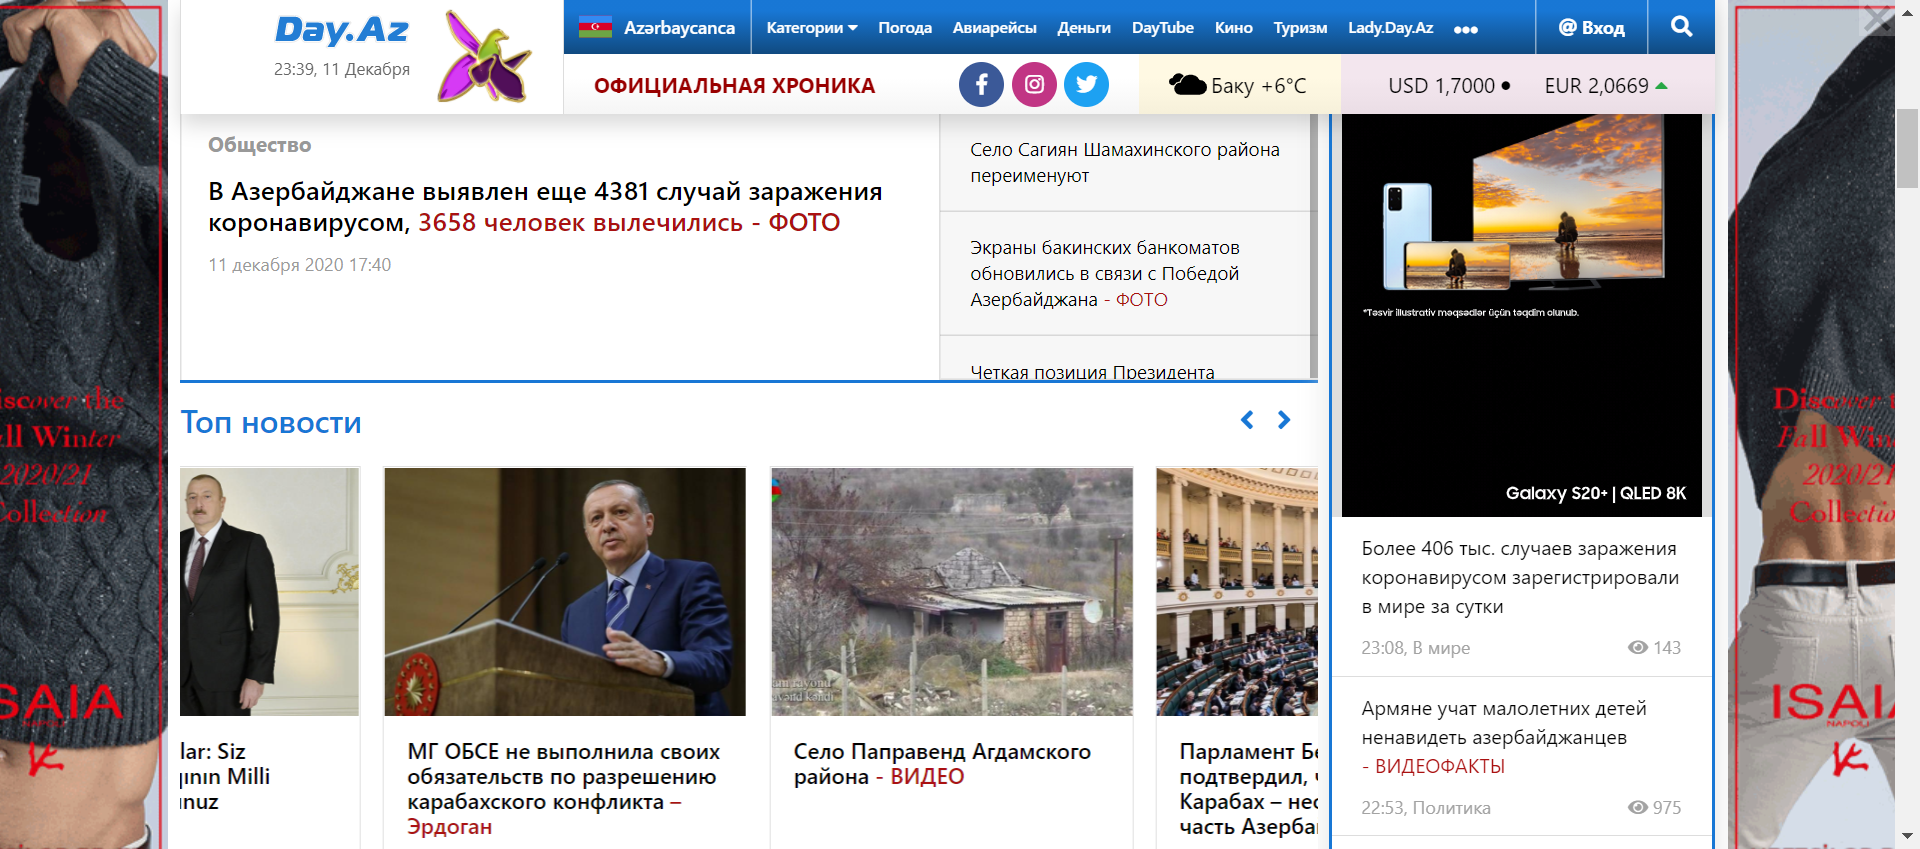 Day.Az
23:39, 11 Декабря
Azərbaycanca
Категории
Погода
Авиарейсы
Деньги
DayTube
Кино
Туризм
Lady.Day.Az
@ Вход
ОФИЦИАЛЬНАЯ ХРОНИКА
Баку +6°C
USD 1,7000
EUR 2,0669
Общество
В Азербайджане выявлен еще 4381 случай заражения
коронавирусом, 3658 человек вылечились - ФОТО
11 декабря 2020 17:40
Село Сагиян Шамахинского района
переименуют
Экраны бакинских банкоматов
обновились в связи с Победой
Азербайджана - ФОТО
Четкая позиция Президента
*Təsvir illustrativ məqsədlər üçün təqdim olunub.
Galaxy S20+ | QLED 8K
Топ новости
lar: Siz
qının Milli
unuz
МГ ОБСЕ не выполнила своих
обязательств по разрешению
карабахского конфликта –
Эрдоган
kəndi
Село Паправенд Агдамского
района - ВИДЕО
Парламент Бе
подтвердил, ч
Карабах – нео
часть Азерба
Более 406 тыс. случаев заражения
коронавирусом зарегистрировали
в мире за сутки
23:08, В мире
143
Армяне учат малолетних детей
ненавидеть азербайджанцев
- ВИДЕОФАКТЫ
22:53, Политика
975
iscover the
all Winter
2020/21
Collection
ISAIA
Discover t
Fall Win
2020/21
Collectio
ISAIA
NAPOLI